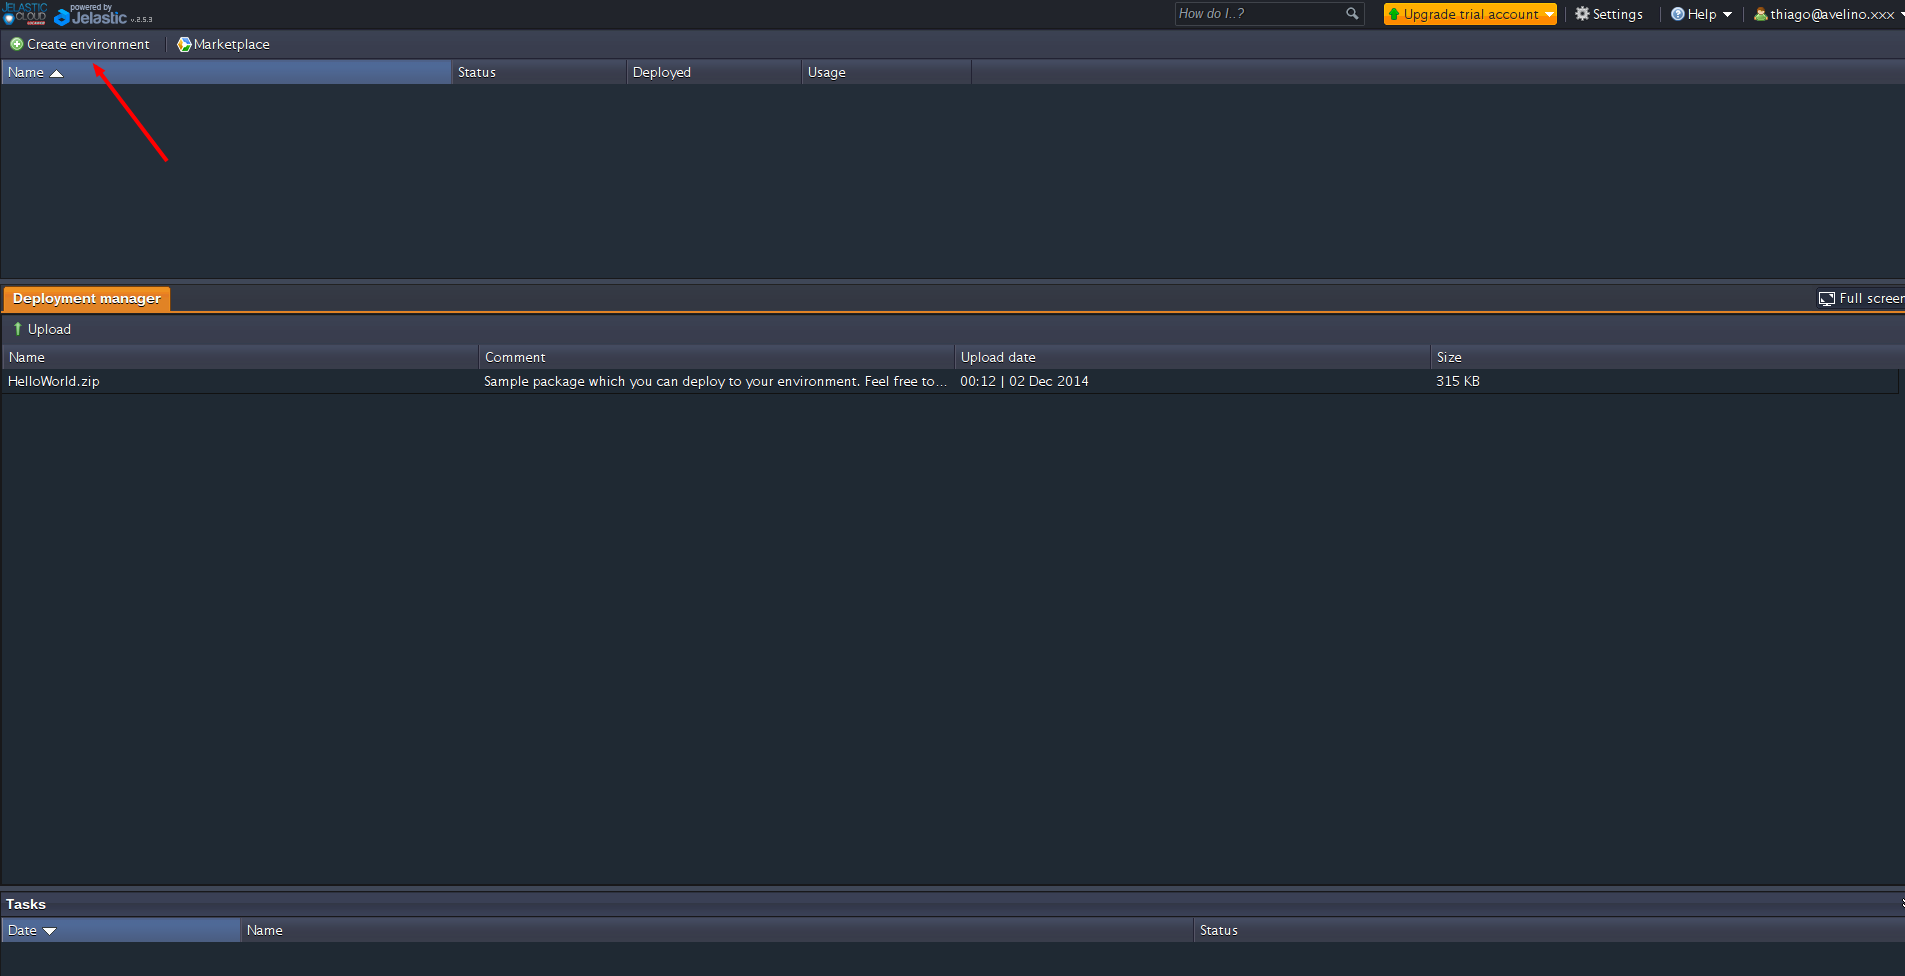 JELASTIC CLOUD powered by Jelastic v.2.5.3 How do I..? Upgrade trial account Settings Help thiago@avelino.xxx
Create environment Marketplace
Name Status Deployed Usage
Deployment manager Full screen
Upload
Name Comment Upload date Size
HelloWorld.zip Sample package which you can deploy to your environment. Feel free to... 00:12 | 02 Dec 2014 315 KB
Tasks
Date Name Status